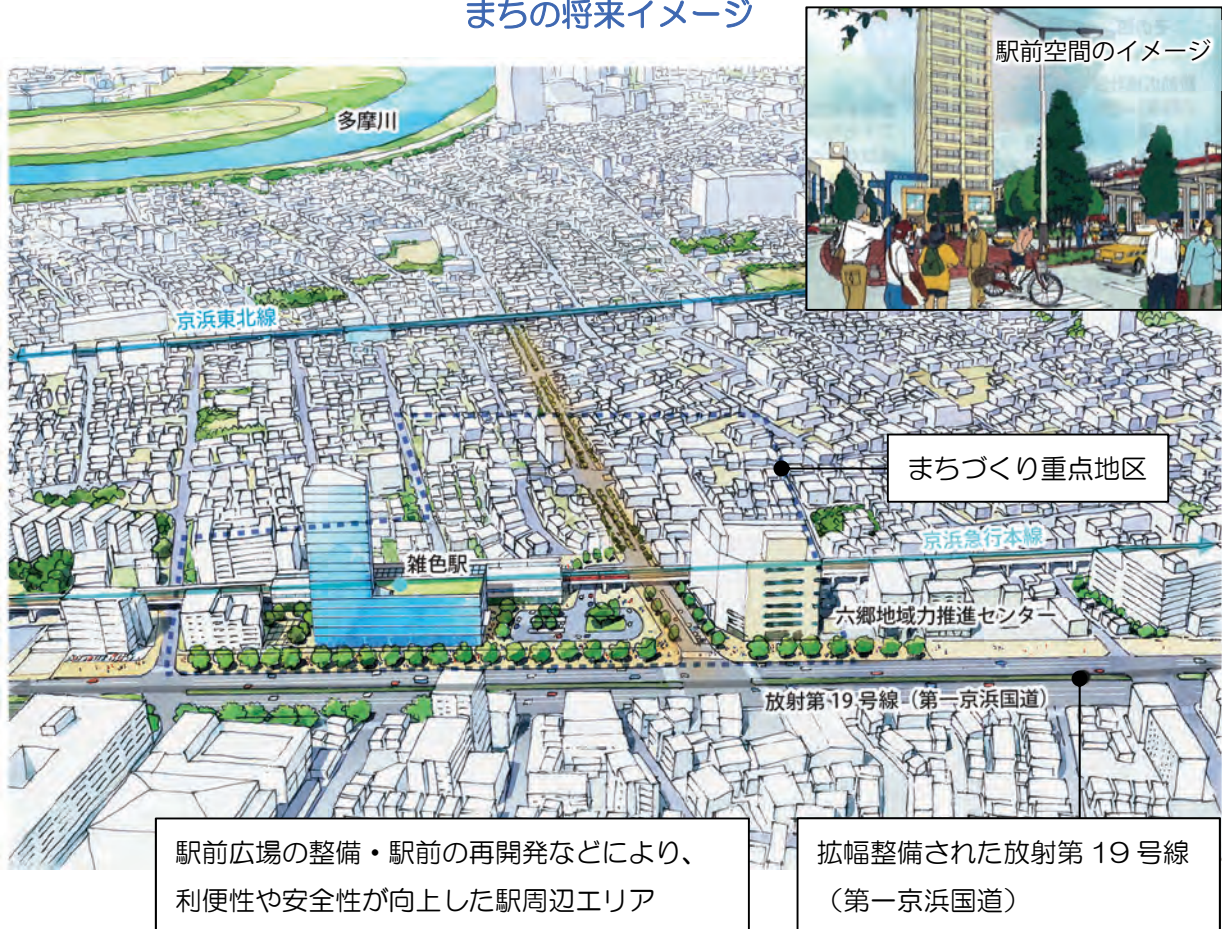 まちの将来イメージ
駅前空間のイメージ
多摩川
京浜東北線
まちづくり重点地区
京浜急行本線
雑色駅
六郷地域力推進センター
放射第19号線(第一京浜国道)
駅前広場の整備・駅前の再開発などにより、
利便性や安全性が向上した駅周辺エリア
拡幅整備された放射第19号線
(第一京浜国道)